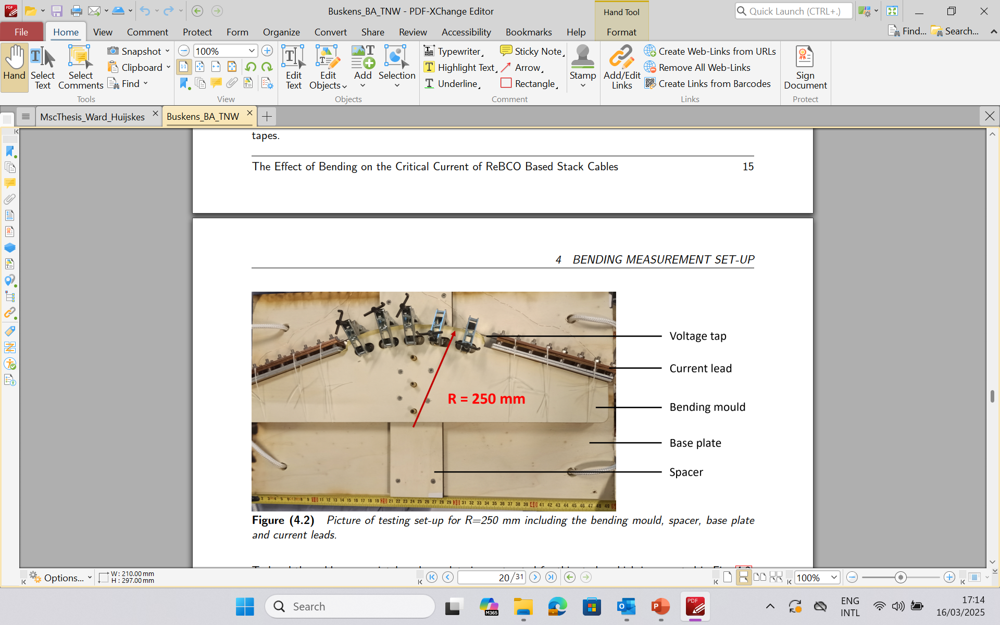 Buskens_BA_TNW - PDF-XChange Editor
Hand Tool
Quick Launch (CTRL+.)
File
Home
View
Comment
Protect
Form
Organize
Convert
Share
Review
Accessibility
Bookmarks
Help
Format
Find...
Search...
Hand
Select Text
Select Comments
Snapshot
Clipboard
Find
Tools
100%
View
Edit Text
Edit Objects
Add
Selection
Objects
Typewriter
Highlight Text
Underline
Sticky Note
Arrow
Rectangle
Stamp
Comment
Add/Edit Links
Create Web-Links from URLs
Remove All Web-Links
Create Links from Barcodes
Links
Sign Document
Protect
MscThesis_Ward_Huijskes
Buskens_BA_TNW
tapes.
The Effect of Bending on the Critical Current of ReBCO Based Stack Cables 15
4 BENDING MEASUREMENT SET-UP
Voltage tap
Current lead
R = 250 mm
Bending mould
Base plate
Spacer
Figure (4.2) Picture of testing set-up for R=250 mm including the bending mould, spacer, base plate
and current leads.
Options...
W: 210.00 mm
H: 297.00 mm
20 / 31
100%
Search
M365
PDF
ENG
INTL
17:14
16/03/2025